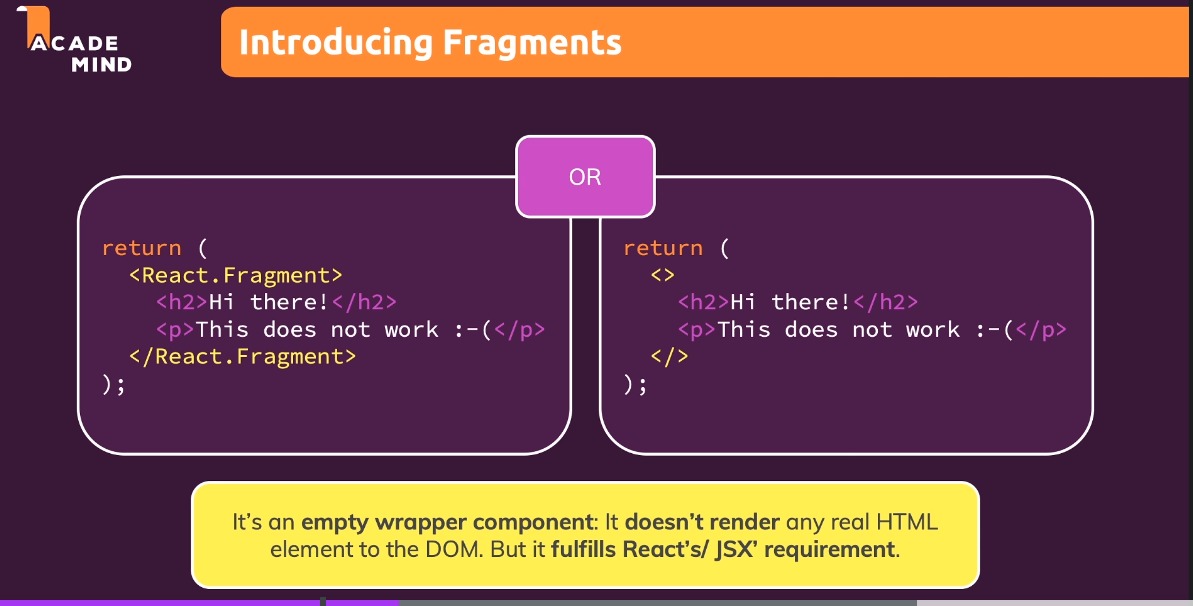 ACADE
MIND
Introducing Fragments
OR
return (
<React.Fragment>
<h2>Hi there!</h2>
<p>This does not work :-(</p>
</React.Fragment>
);
return (
<>
<h2>Hi there!</h2>
<p>This does not work :-(</p>
</>
);
It's an empty wrapper component: It doesn't render any real HTML
element to the DOM. But it fulfills React's/ JSX' requirement.